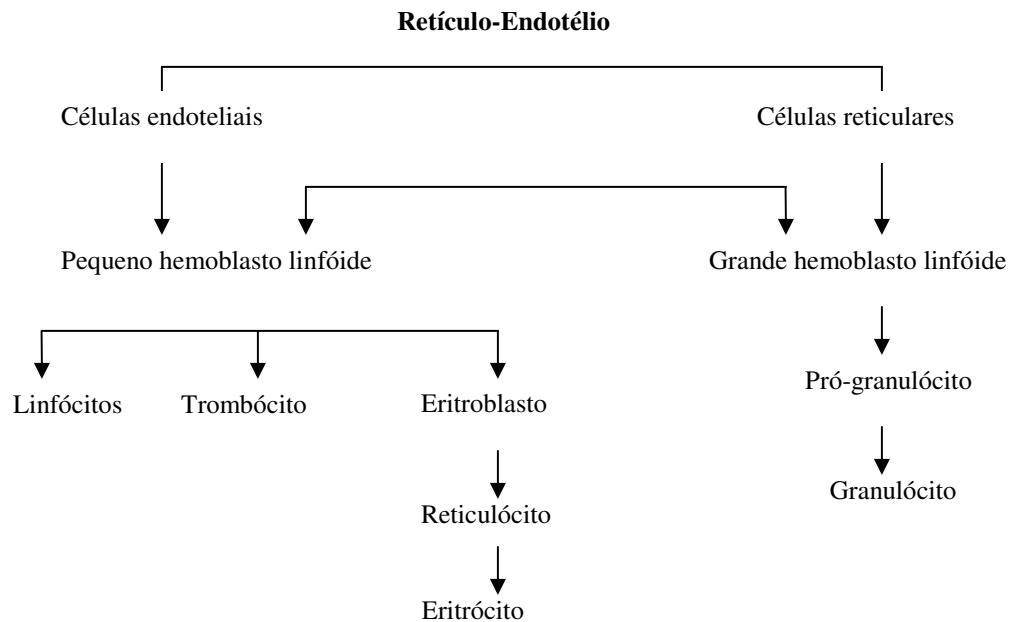 Retículo-Endotélio
Células endoteliais
Células reticulares
Pequeno hemoblasto linfóide
Grande hemoblasto linfóide
Linfócitos
Trombócito
Eritroblasto
Pró-granulócito
Reticulócito
Granulócito
Eritrócito